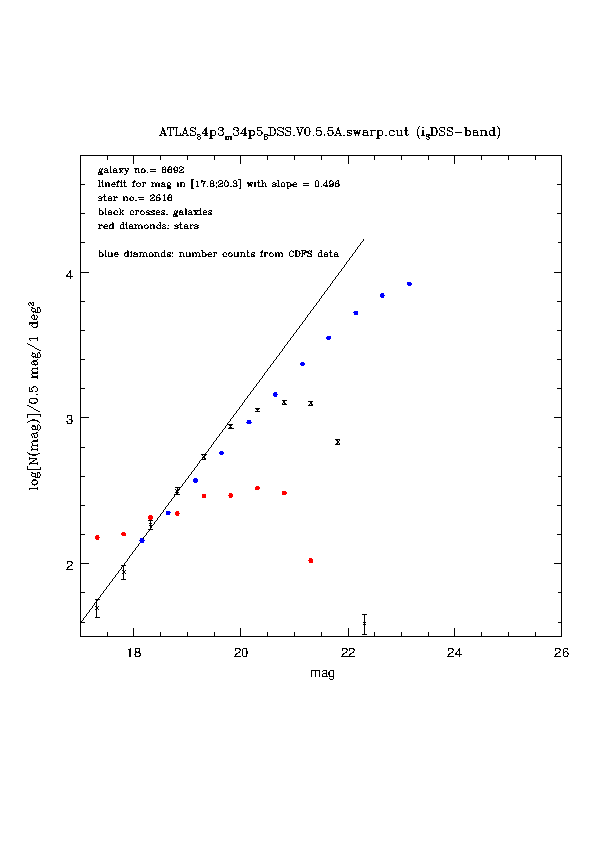 ATLAS_s4p3_m34p5_SDSS.V0.5.5A.swarp.cut (i_SDSS-band)
galaxy no.= 8692
linefit for mag in [17.8;20.3] with slope = 0.496
star no.= 2616
black crosses: galaxies
red diamonds: stars
blue diamonds: number counts from CDFS data
4
3
2
log[N(mag)]/0.5 mag/1 deg²
18 20 22 24 26
mag